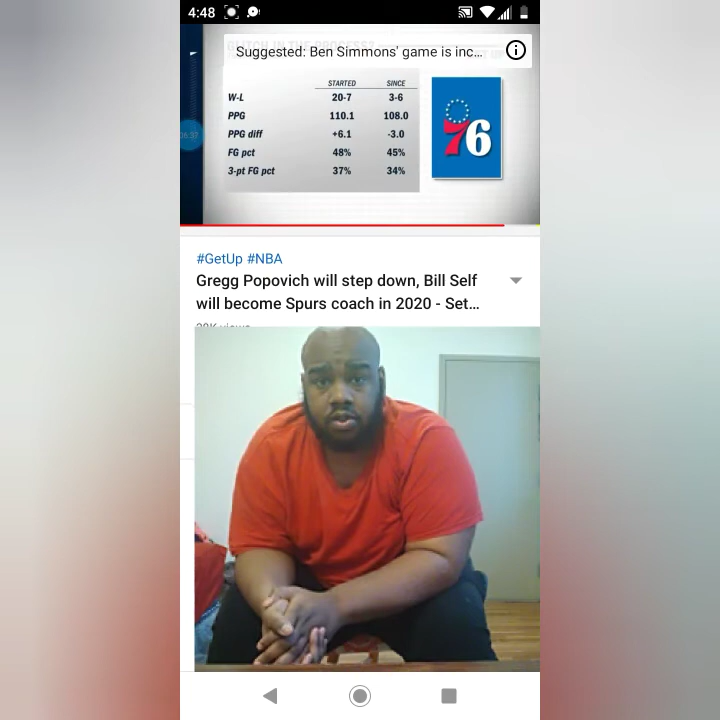 4:48
Suggested: Ben Simmons' game is inc...
STARTED SINCE
W-L 20-7 3-6
PPG 110.1 108.0
PPG diff +6.1 -3.0
FG pct 48% 45%
3-pt FG pct 37% 34%
76
#GetUp #NBA
Gregg Popovich will step down, Bill Self
will become Spurs coach in 2020 - Set...